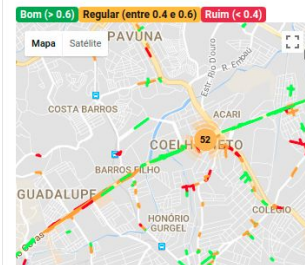 Bom (> 0.6) Regular (entre 0.4 e 0.6) Ruim (< 0.4)
Mapa Satélite
PAVUNA
Estr. Rio D'ouro
R. Embaú
COSTA BARROS
ACARI
52
BARROS FILHO
GUADALUPE
COLÉGIO
HONÓRIO
GURGEL